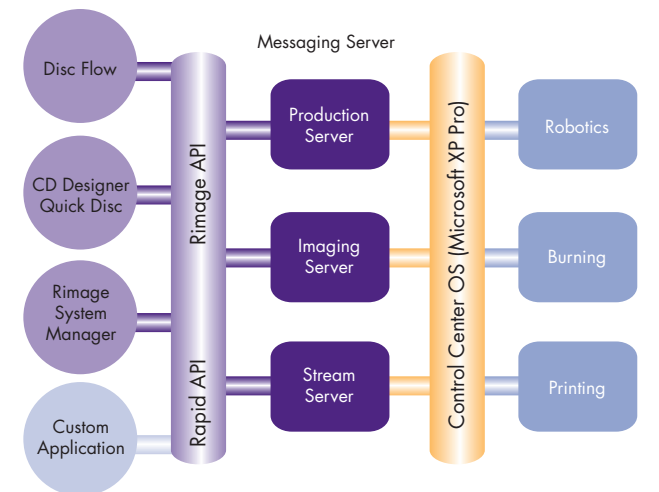 Messaging Server
Disc Flow
CD Designer
Quick Disc
Rimage
System
Manager
Custom
Application
Rimage API
Rapid API
Production
Server
Imaging
Server
Stream
Server
Control Center OS (Microsoft XP Pro)
Robotics
Burning
Printing